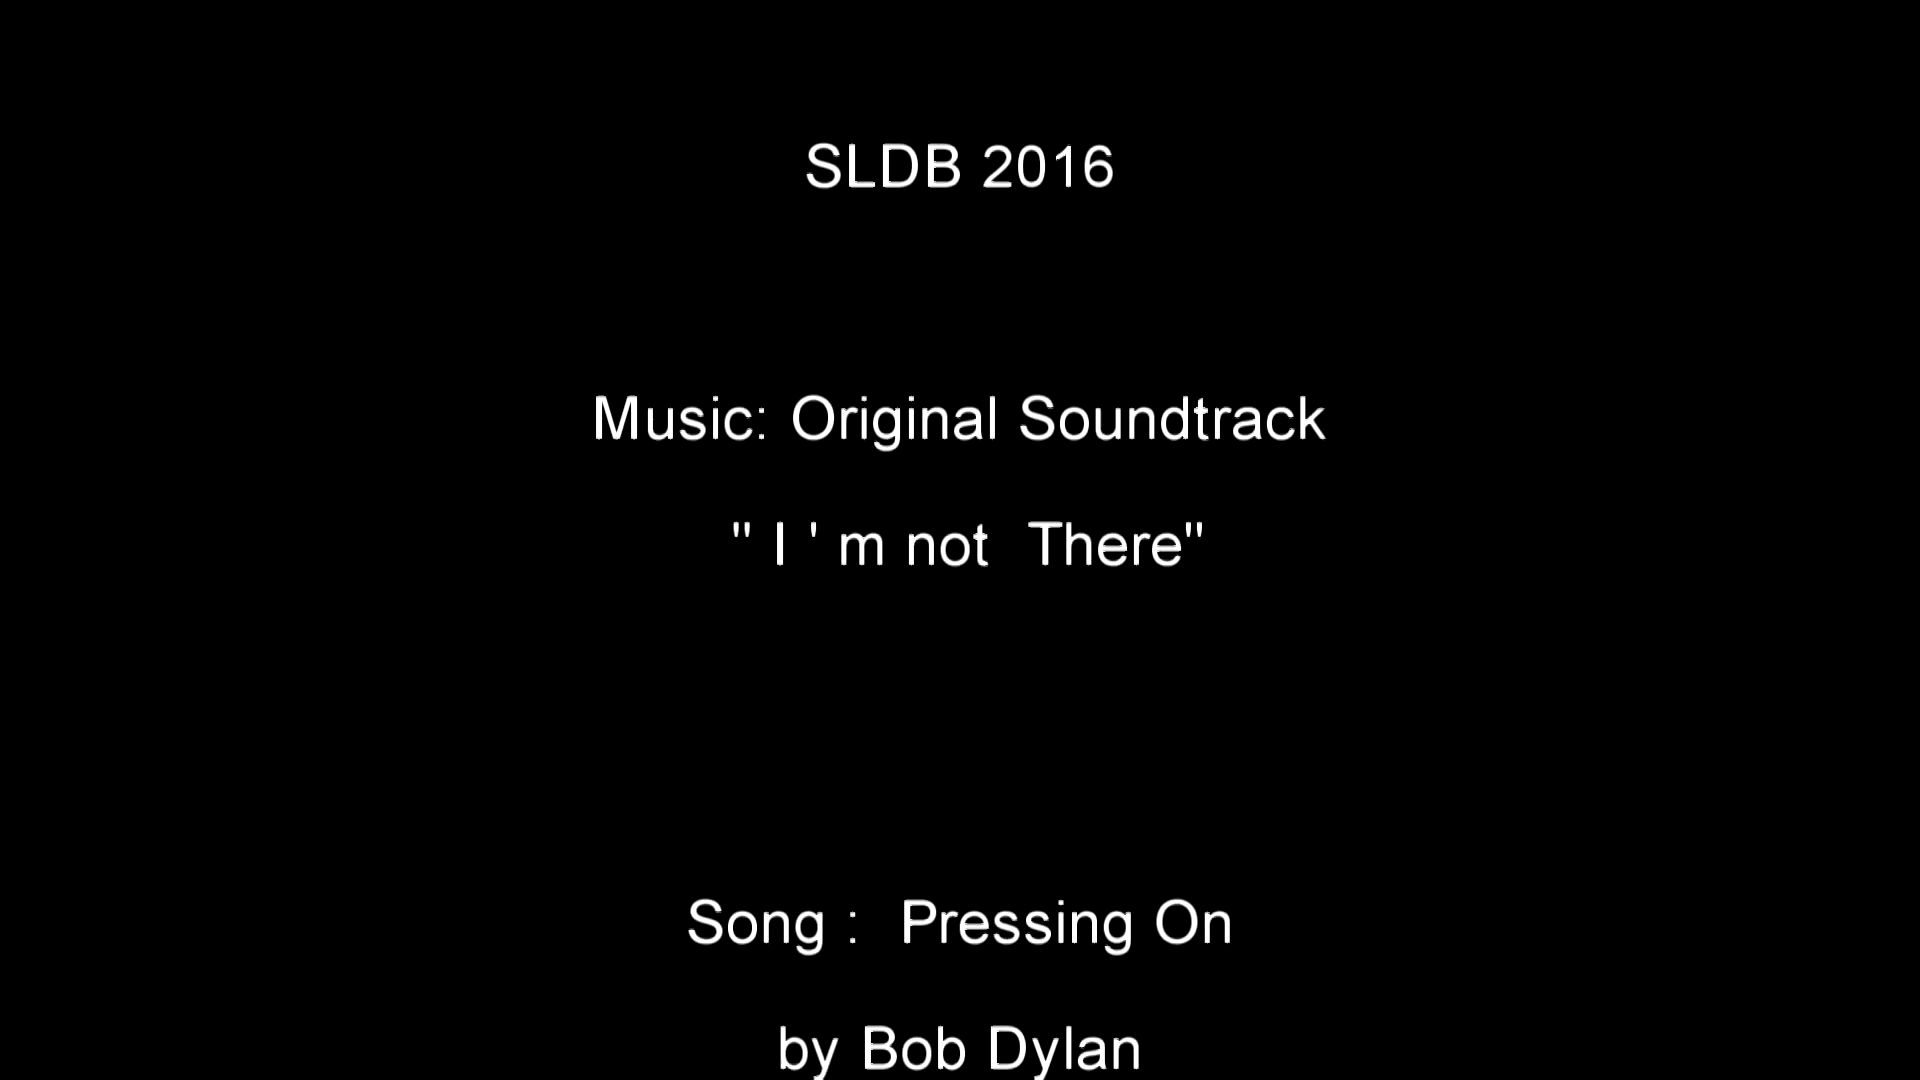 SLDB 2016
Music: Original Soundtrack
" I ' m not  There"
Song :  Pressing On
by Bob Dylan